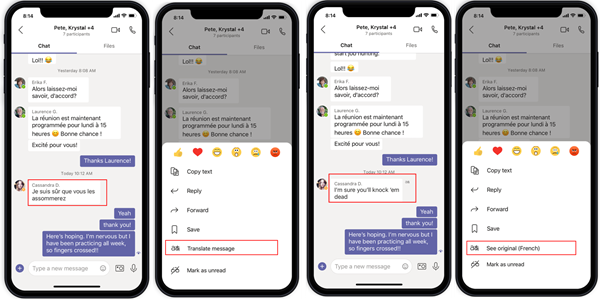 8:14
Pete, Krystal +4
7 participants
Chat
Files
Lol!!
Yesterday 8:08 AM
Erika F.
Alors laissez-moi
savoir, d'accord?
Laurence G.
La réunion est maintenant
programmée pour lundi à 15
heures 😊 Bonne chance !
Excité pour vous!
Thanks Laurence!
Today 10:13 AM
Cassandra D.
Je suis sûr que vous les
assommerez
Yeah
thank you!
Here's hoping. I'm nervous but I
have been practicing all week,
so fingers crossed!!
Type a new message
8:14
Pete, Krystal +4
7 participants
Chat
Files
Lol!!
Yesterday 8:08 AM
Erika F.
Alors laissez-moi
savoir, d'accord?
Laurence G.
La réunion est maintenant
programmée pour lundi à 15
heures 😊 Bonne chance !
Copy text
Reply
Forward
Save
Translate message
Mark as unread
8:14
Pete, Krystal +4
7 participants
Chat
Files
start you hunting!
Lol!!
Yesterday 8:08 AM
Erika F.
Alors laissez-moi
savoir, d'accord?
Laurence G.
La réunion est maintenant
programmée pour lundi à 15
heures 😊 Bonne chance !
Excité pour vous!
Thanks Laurence!
Today 10:12 AM
Cassandra D.
I'm sure you'll knock 'em
dead
Yeah
thank you!
Here's hoping. I'm nervous but I
have been practicing all week,
so fingers crossed!!
Type a new message
8:14
Pete, Krystal +4
7 participants
Chat
Files
Lol!!
Yesterday 8:08 AM
Erika F.
Alors laissez-moi
savoir, d'accord?
Laurence G.
La réunion est maintenant
programmée pour lundi à 15
heures 😊 Bonne chance !
Copy text
Reply
Forward
Save
See original (French)
Mark as unread